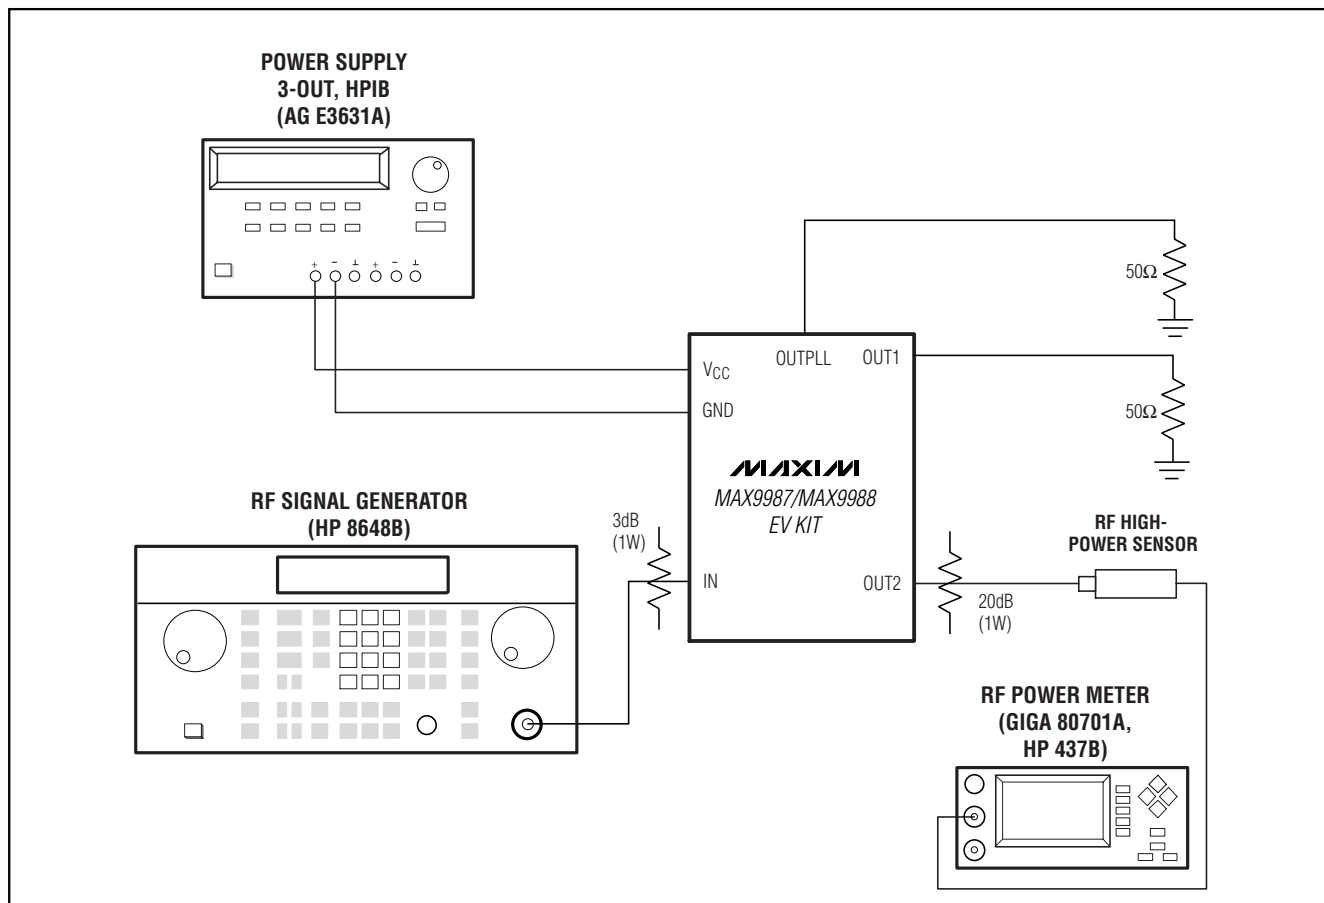 POWER SUPPLY
3-OUT, HPIB
(AG E3631A)
+ − ⊥ + − ⊥
50Ω
OUTPLL
OUT1
VCC
GND
50Ω
MAXIM
MAX9987/MAX9988
EV KIT
RF SIGNAL GENERATOR
(HP 8648B)
3dB
(1W)
IN
OUT2
RF HIGH-
POWER SENSOR
20dB
(1W)
RF POWER METER
(GIGA 80701A,
HP 437B)